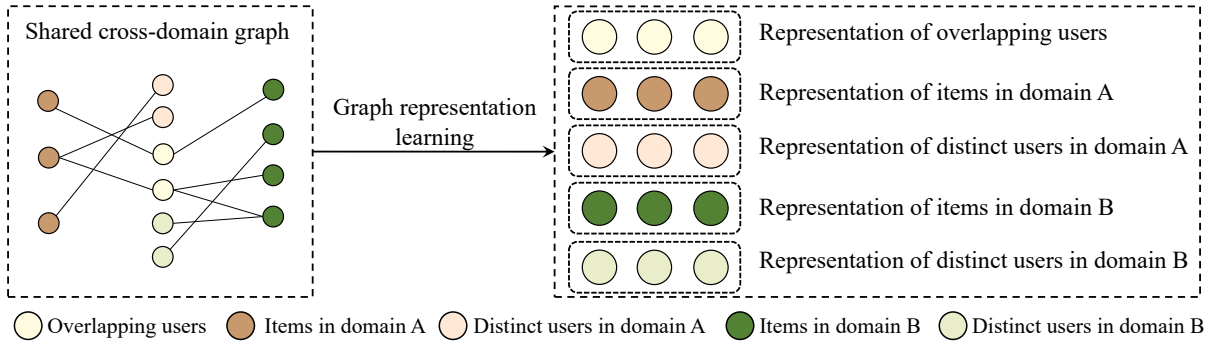 Shared cross-domain graph
Graph representation
learning
Representation of overlapping users
Representation of items in domain A
Representation of distinct users in domain A
Representation of items in domain B
Representation of distinct users in domain B
Overlapping users
Items in domain A
Distinct users in domain A
Items in domain B
Distinct users in domain B